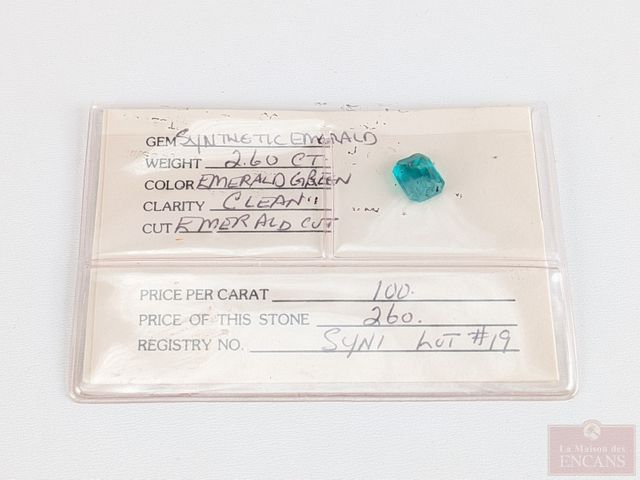 GEM SYNTHETIC EMERALD
WEIGHT 2.60 CT
COLOR EMERALD GREEN
CLARITY CLEAN"
CUT EMERALD CUT
PRICE PER CARAT 100.
PRICE OF THIS STONE 260.
REGISTRY NO. SYN1 LOT #19
La Maison des
ENCANS